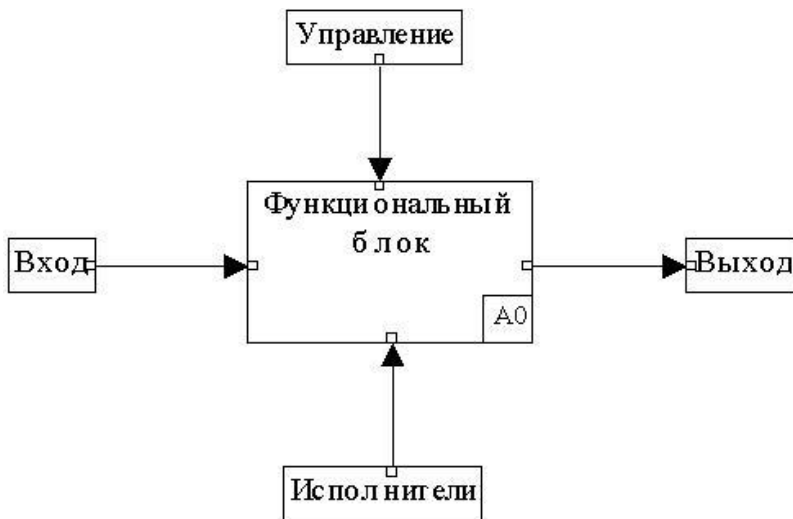 Управление
Функциональный
блок
Вход
Выход
A0
Исполнители